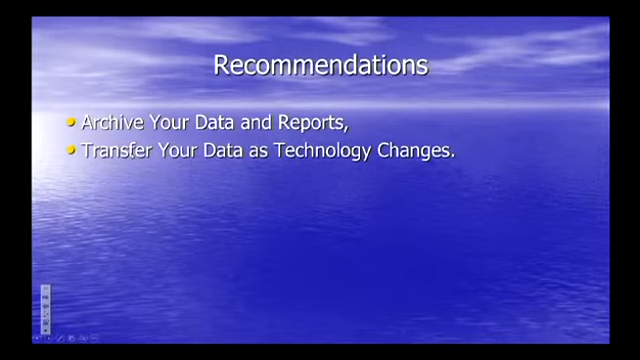 Recommendations
Archive Your Data and Reports,
Transfer Your Data as Technology Changes.